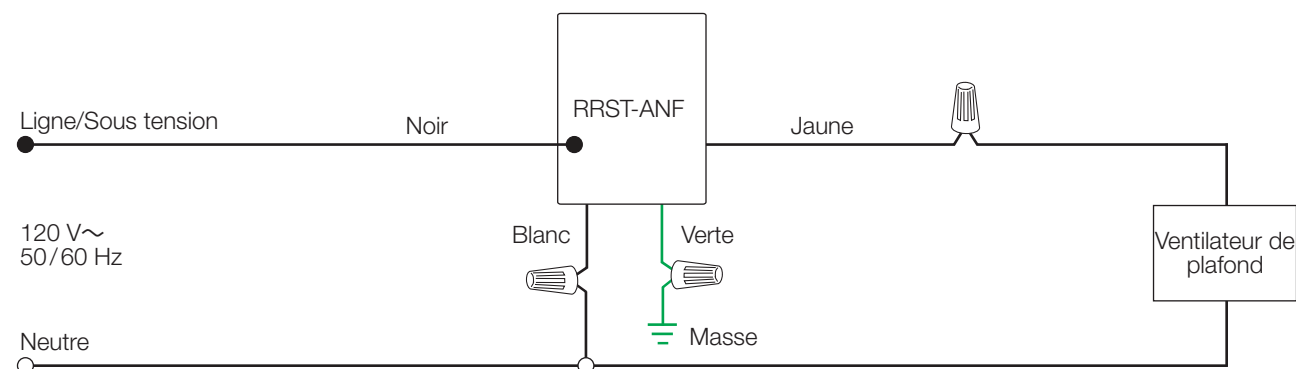 RRST-ANF
Ligne/Sous tension
Noir
Jaune
120 V～
50/60 Hz
Blanc
Verte
Ventilateur de
plafond
Masse
Neutre